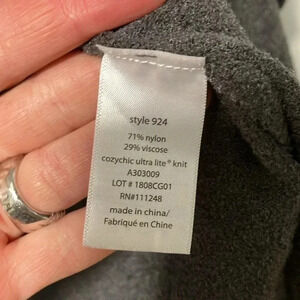 style 924
71% nylon
29% viscose
cozychic ultra lite® knit
A303009
LOT # 1808CG01
RN#111248
made in china/
Fabriqué en Chine